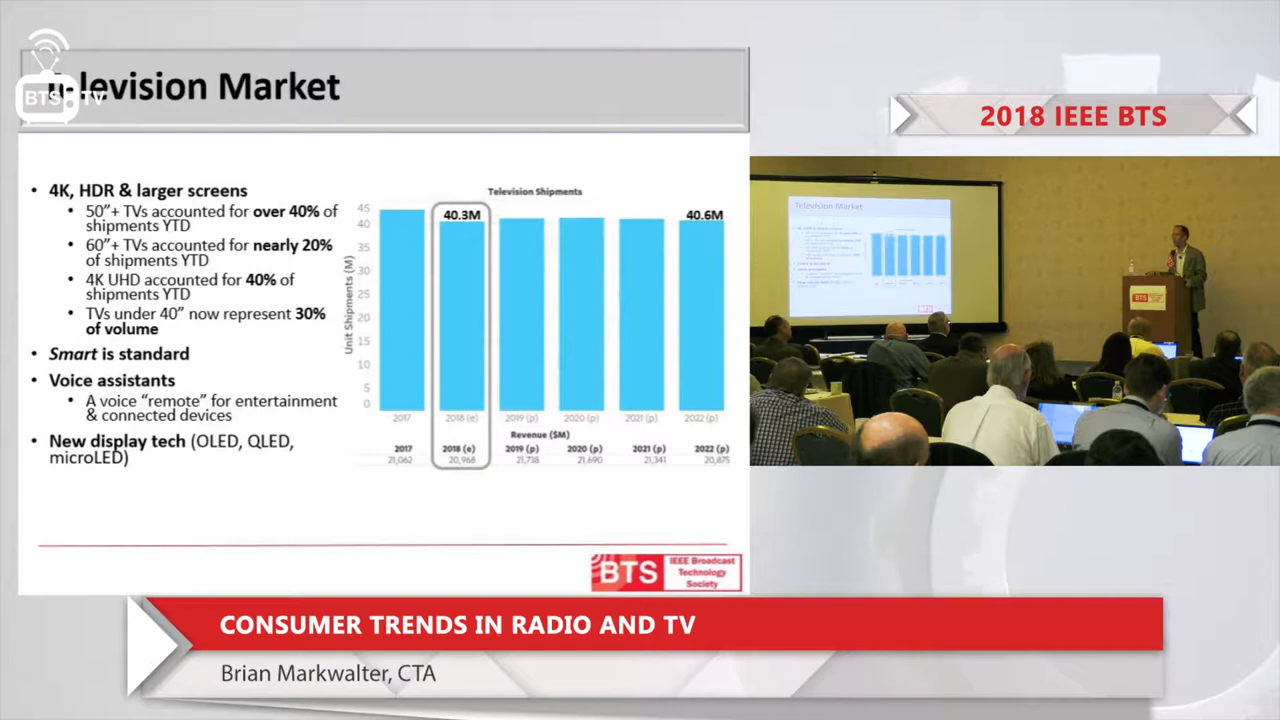 BTS TV
Television Market
2018 IEEE BTS
• 4K, HDR & larger screens
• 50”+ TVs accounted for over 40% of
shipments YTD
• 60”+ TVs accounted for nearly 20%
of shipments YTD
• 4K UHD accounted for 40% of
shipments YTD
• TVs under 40” now represent 30%
of volume
• Smart is standard
• Voice assistants
• A voice “remote” for entertainment
& connected devices
• New display tech (OLED, QLED,
microLED)
Television Shipments
Unit Shipments (M)
45
40
35
30
25
20
15
10
5
0
40.3M
40.6M
2017 2018 (e) 2019 (p) 2020 (p) 2021 (p) 2022 (p)
Revenue ($M)
2017 2018 (e) 2019 (p) 2020 (p) 2021 (p) 2022 (p)
21,062 20,968 21,738 21,690 21,341 20,875
BTS IEEE Broadcast
Technology
Society
Television Market
BTS
CONSUMER TRENDS IN RADIO AND TV
Brian Markwalter, CTA